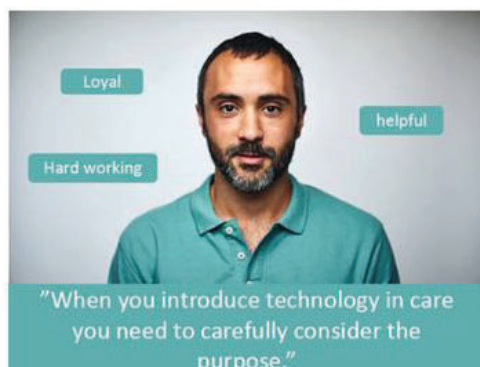 Loyal
helpful
Hard working
”When you introduce technology in care
you need to carefully consider the
purpose.”